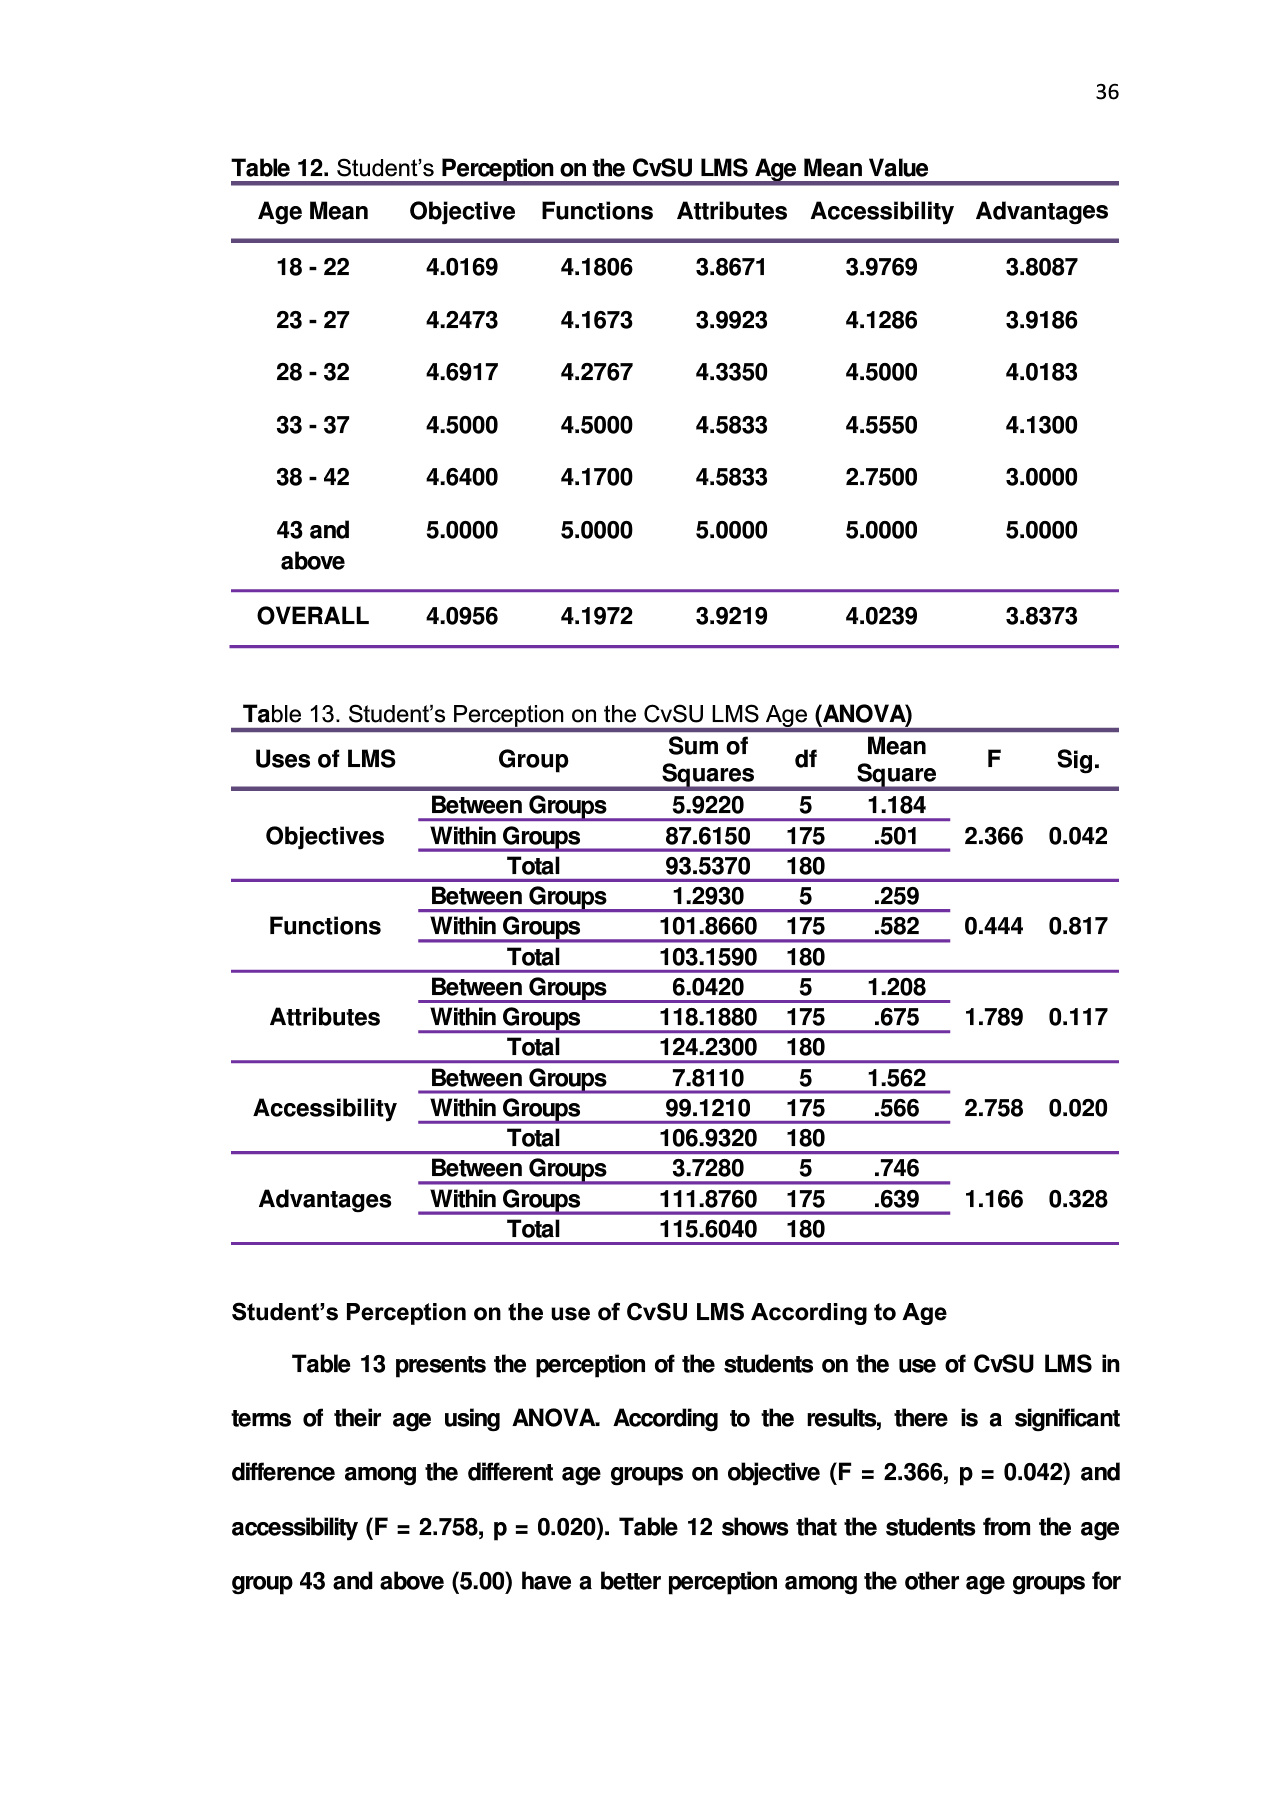 36
Table 12. Student’s Perception on the CvSU LMS Age Mean Value
Age Mean Objective Functions Attributes Accessibility Advantages
18 - 22 4.0169 4.1806 3.8671 3.9769 3.8087
23 - 27 4.2473 4.1673 3.9923 4.1286 3.9186
28 - 32 4.6917 4.2767 4.3350 4.5000 4.0183
33 - 37 4.5000 4.5000 4.5833 4.5550 4.1300
38 - 42 4.6400 4.1700 4.5833 2.7500 3.0000
43 and 5.0000 5.0000 5.0000 5.0000 5.0000
above
OVERALL 4.0956 4.1972 3.9219 4.0239 3.8373
Table 13. Student’s Perception on the CvSU LMS Age (ANOVA)
Uses of LMS Group Sum of Squares df Mean Square F Sig.
Between Groups 5.9220 5 1.184
Objectives Within Groups 87.6150 175 .501 2.366 0.042
Total 93.5370 180
Between Groups 1.2930 5 .259
Functions Within Groups 101.8660 175 .582 0.444 0.817
Total 103.1590 180
Between Groups 6.0420 5 1.208
Attributes Within Groups 118.1880 175 .675 1.789 0.117
Total 124.2300 180
Between Groups 7.8110 5 1.562
Accessibility Within Groups 99.1210 175 .566 2.758 0.020
Total 106.9320 180
Between Groups 3.7280 5 .746
Advantages Within Groups 111.8760 175 .639 1.166 0.328
Total 115.6040 180
Student’s Perception on the use of CvSU LMS According to Age
Table 13 presents the perception of the students on the use of CvSU LMS in
terms of their age using ANOVA. According to the results, there is a significant
difference among the different age groups on objective (F = 2.366, p = 0.042) and
accessibility (F = 2.758, p = 0.020). Table 12 shows that the students from the age
group 43 and above (5.00) have a better perception among the other age groups for